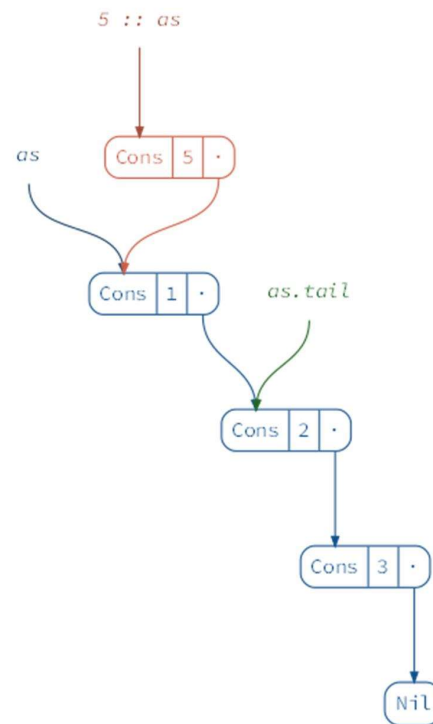 5 :: as
as
Cons 5 ·
Cons 1 ·
as.tail
Cons 2 ·
Cons 3 ·
Nil